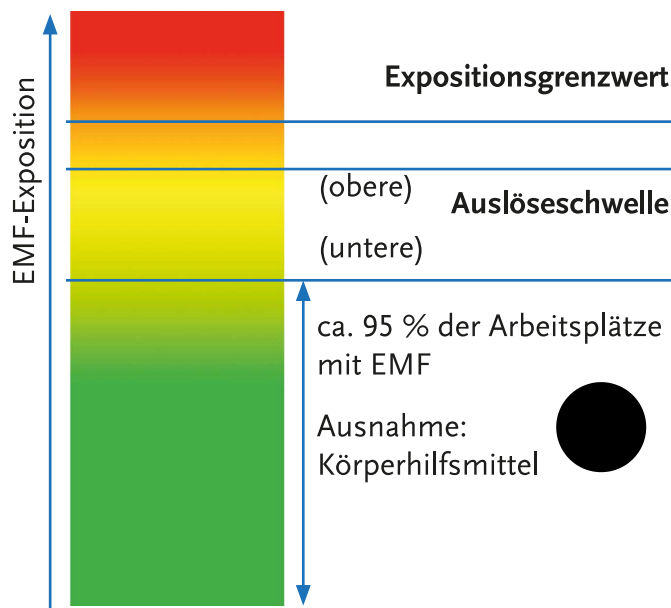 EMF-Exposition
Expositionsgrenzwert
(obere)
Auslöseschwelle
(untere)
ca. 95 % der Arbeitsplätze
mit EMF
Ausnahme:
Körperhilfsmittel